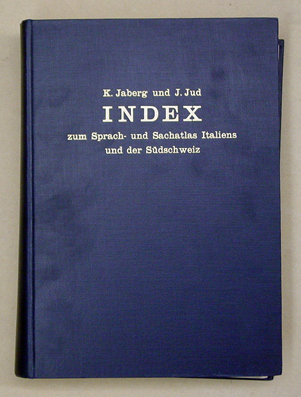 K. Jaberg und J. Jud
INDEX
zum Sprach- und Sachatlas Italiens
und der Südschweiz